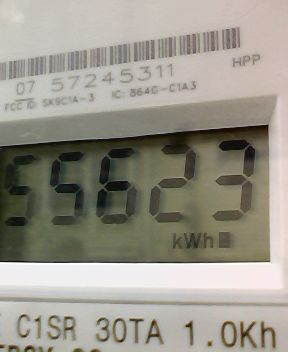 HPP
07 57245311
FCC ID: SK9C1A-3 IC: 864G-C1A3
55623
kWh
C1SR 30TA 1.0Kh